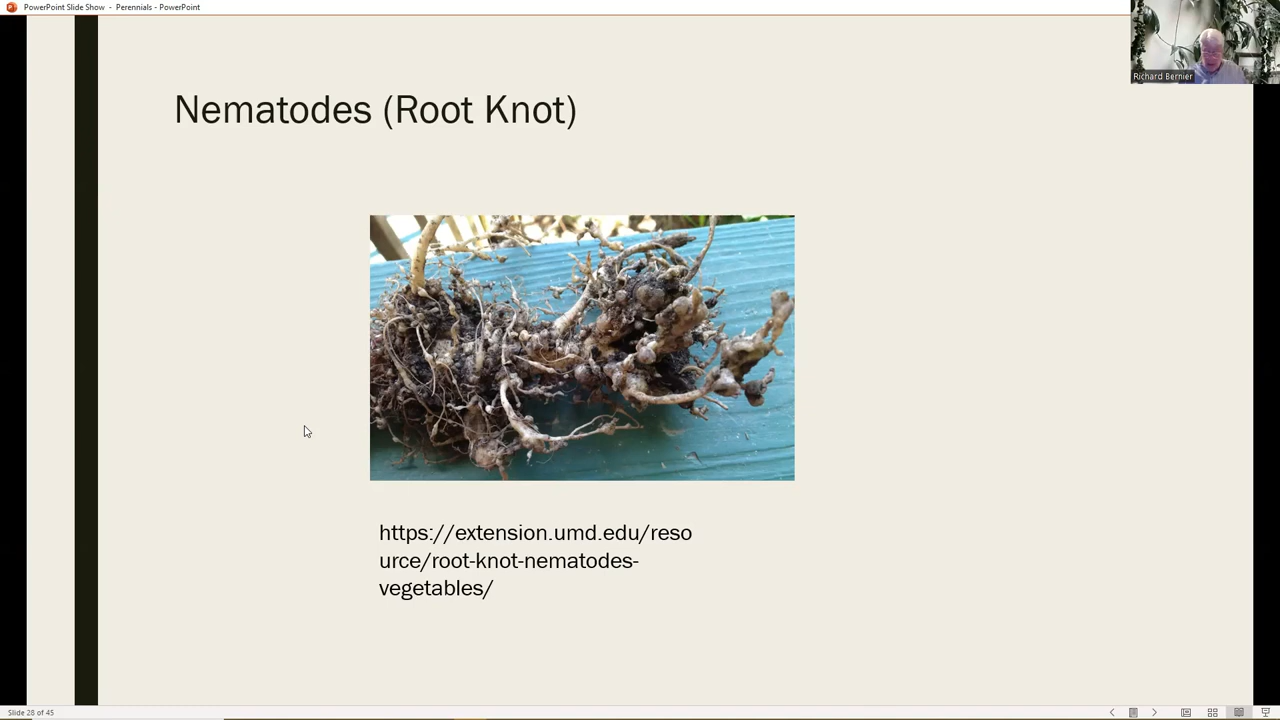 PowerPoint Slide Show - Perennials - PowerPoint
Richard Bernier
Nematodes (Root Knot)
https://extension.umd.edu/reso
urce/root-knot-nematodes-
vegetables/
Slide 28 of 45